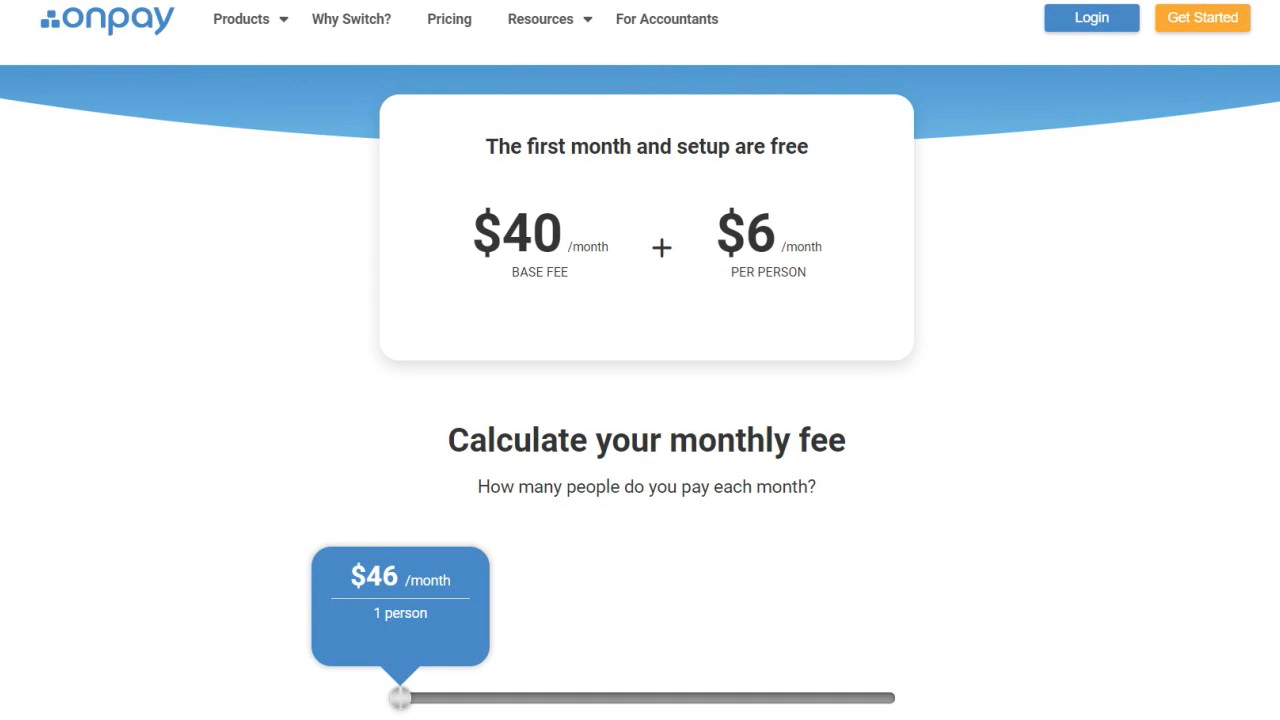 onpay Products Why Switch? Pricing Resources For Accountants Login Get Started
The first month and setup are free
$40 /month + $6 /month
BASE FEE PER PERSON
Calculate your monthly fee
How many people do you pay each month?
$46 /month
1 person